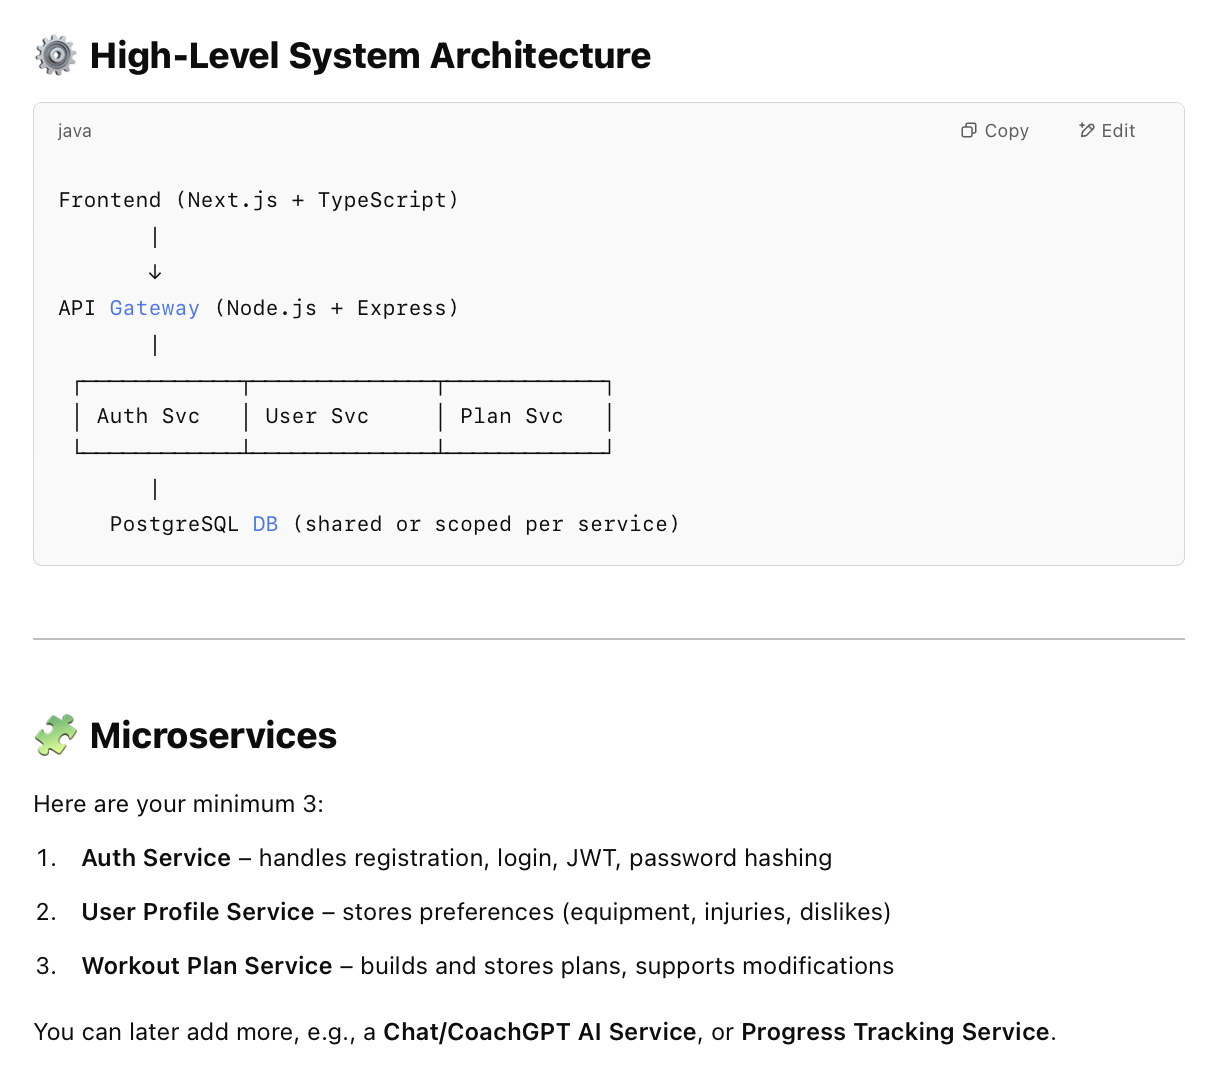 ⚙️ High-Level System Architecture
java
Copy
Edit
Frontend (Next.js + TypeScript)
       |
       ↓
API Gateway (Node.js + Express)
       |
 ┌────────────┬──────────────┬────────────┐
 │ Auth Svc   │ User Svc     │ Plan Svc   │
 └────────────┴──────────────┴────────────┘
       |
    PostgreSQL DB (shared or scoped per service)
🧩 Microservices
Here are your minimum 3:
1. Auth Service – handles registration, login, JWT, password hashing
2. User Profile Service – stores preferences (equipment, injuries, dislikes)
3. Workout Plan Service – builds and stores plans, supports modifications
You can later add more, e.g., a Chat/CoachGPT AI Service, or Progress Tracking Service.